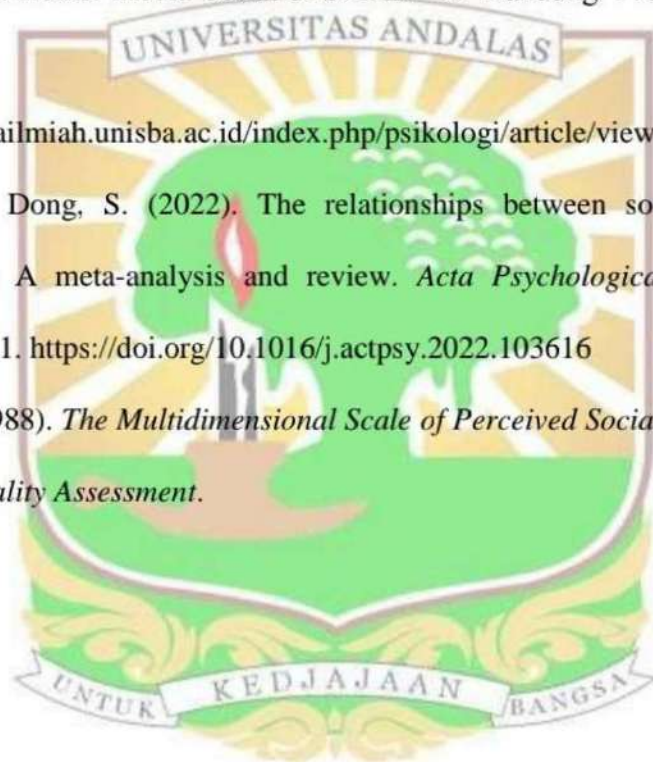 UNIVERSITAS ANDALAS
ailmiah.unisba.ac.id/index.php/psikologi/article/view
Dong, S. (2022). The relationships between so
A meta-analysis and review. Acta Psychologica
1. https://doi.org/10.1016/j.actpsy.2022.103616
988). The Multidimensional Scale of Perceived Socia
ality Assessment.
UNTUK KEDJAJAAN BANGSA